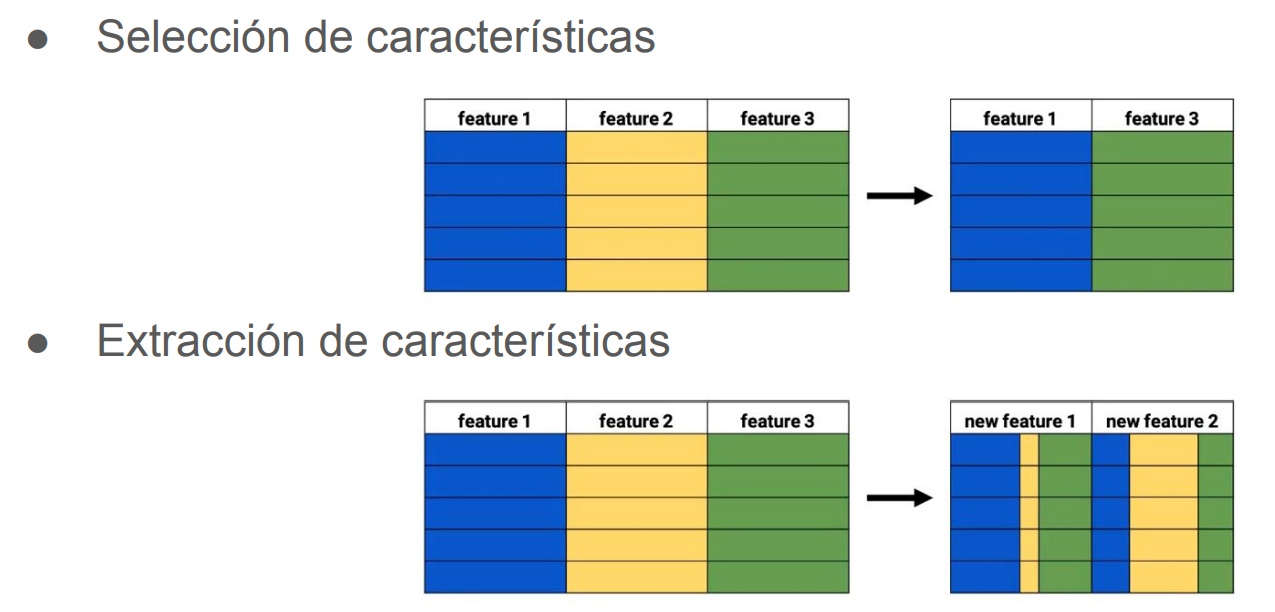 ● Selección de características
feature 1 feature 2 feature 3 feature 1 feature 3
● Extracción de características
feature 1 feature 2 feature 3 new feature 1 new feature 2